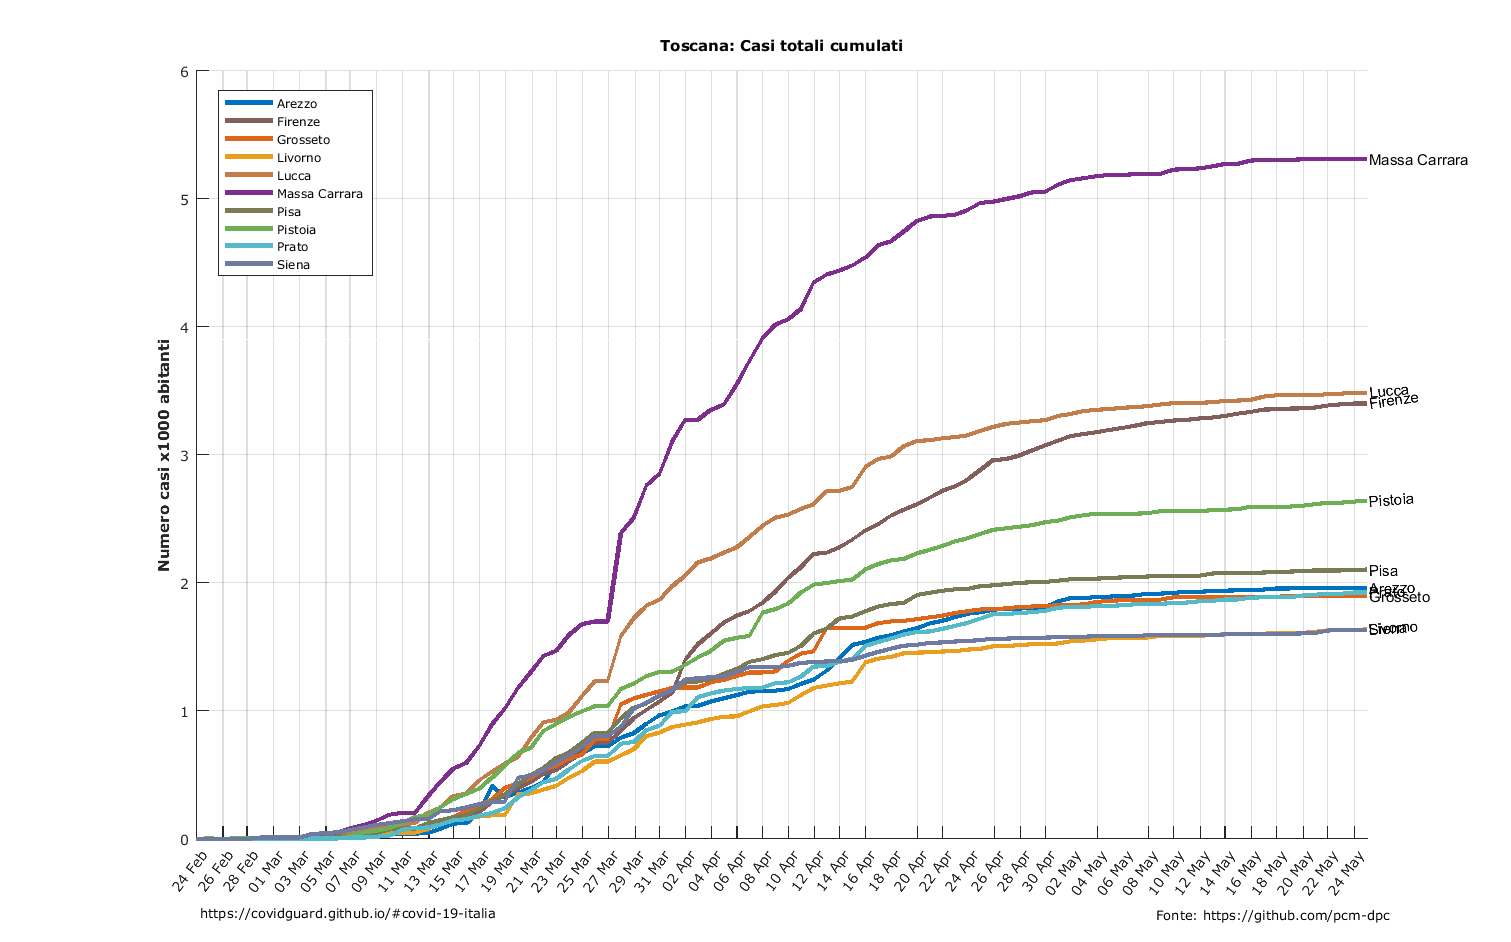 Toscana: Casi totali cumulati
Numero casi x1000 abitanti
6
5
4
3
2
1
0
Arezzo
Firenze
Grosseto
Livorno
Lucca
Massa Carrara
Pisa
Pistoia
Prato
Siena
Massa Carrara
Lucca
Firenze
Pistoia
Pisa
Arezzo
Prato
Grosseto
Livorno
Siena
24 Feb
26 Feb
28 Feb
01 Mar
03 Mar
05 Mar
07 Mar
09 Mar
11 Mar
13 Mar
15 Mar
17 Mar
19 Mar
21 Mar
23 Mar
25 Mar
27 Mar
29 Mar
31 Mar
02 Apr
04 Apr
06 Apr
08 Apr
10 Apr
12 Apr
14 Apr
16 Apr
18 Apr
20 Apr
22 Apr
24 Apr
26 Apr
28 Apr
30 Apr
02 May
04 May
06 May
08 May
10 May
12 May
14 May
16 May
18 May
20 May
22 May
24 May
https://covidguard.github.io/#covid-19-italia
Fonte: https://github.com/pcm-dpc